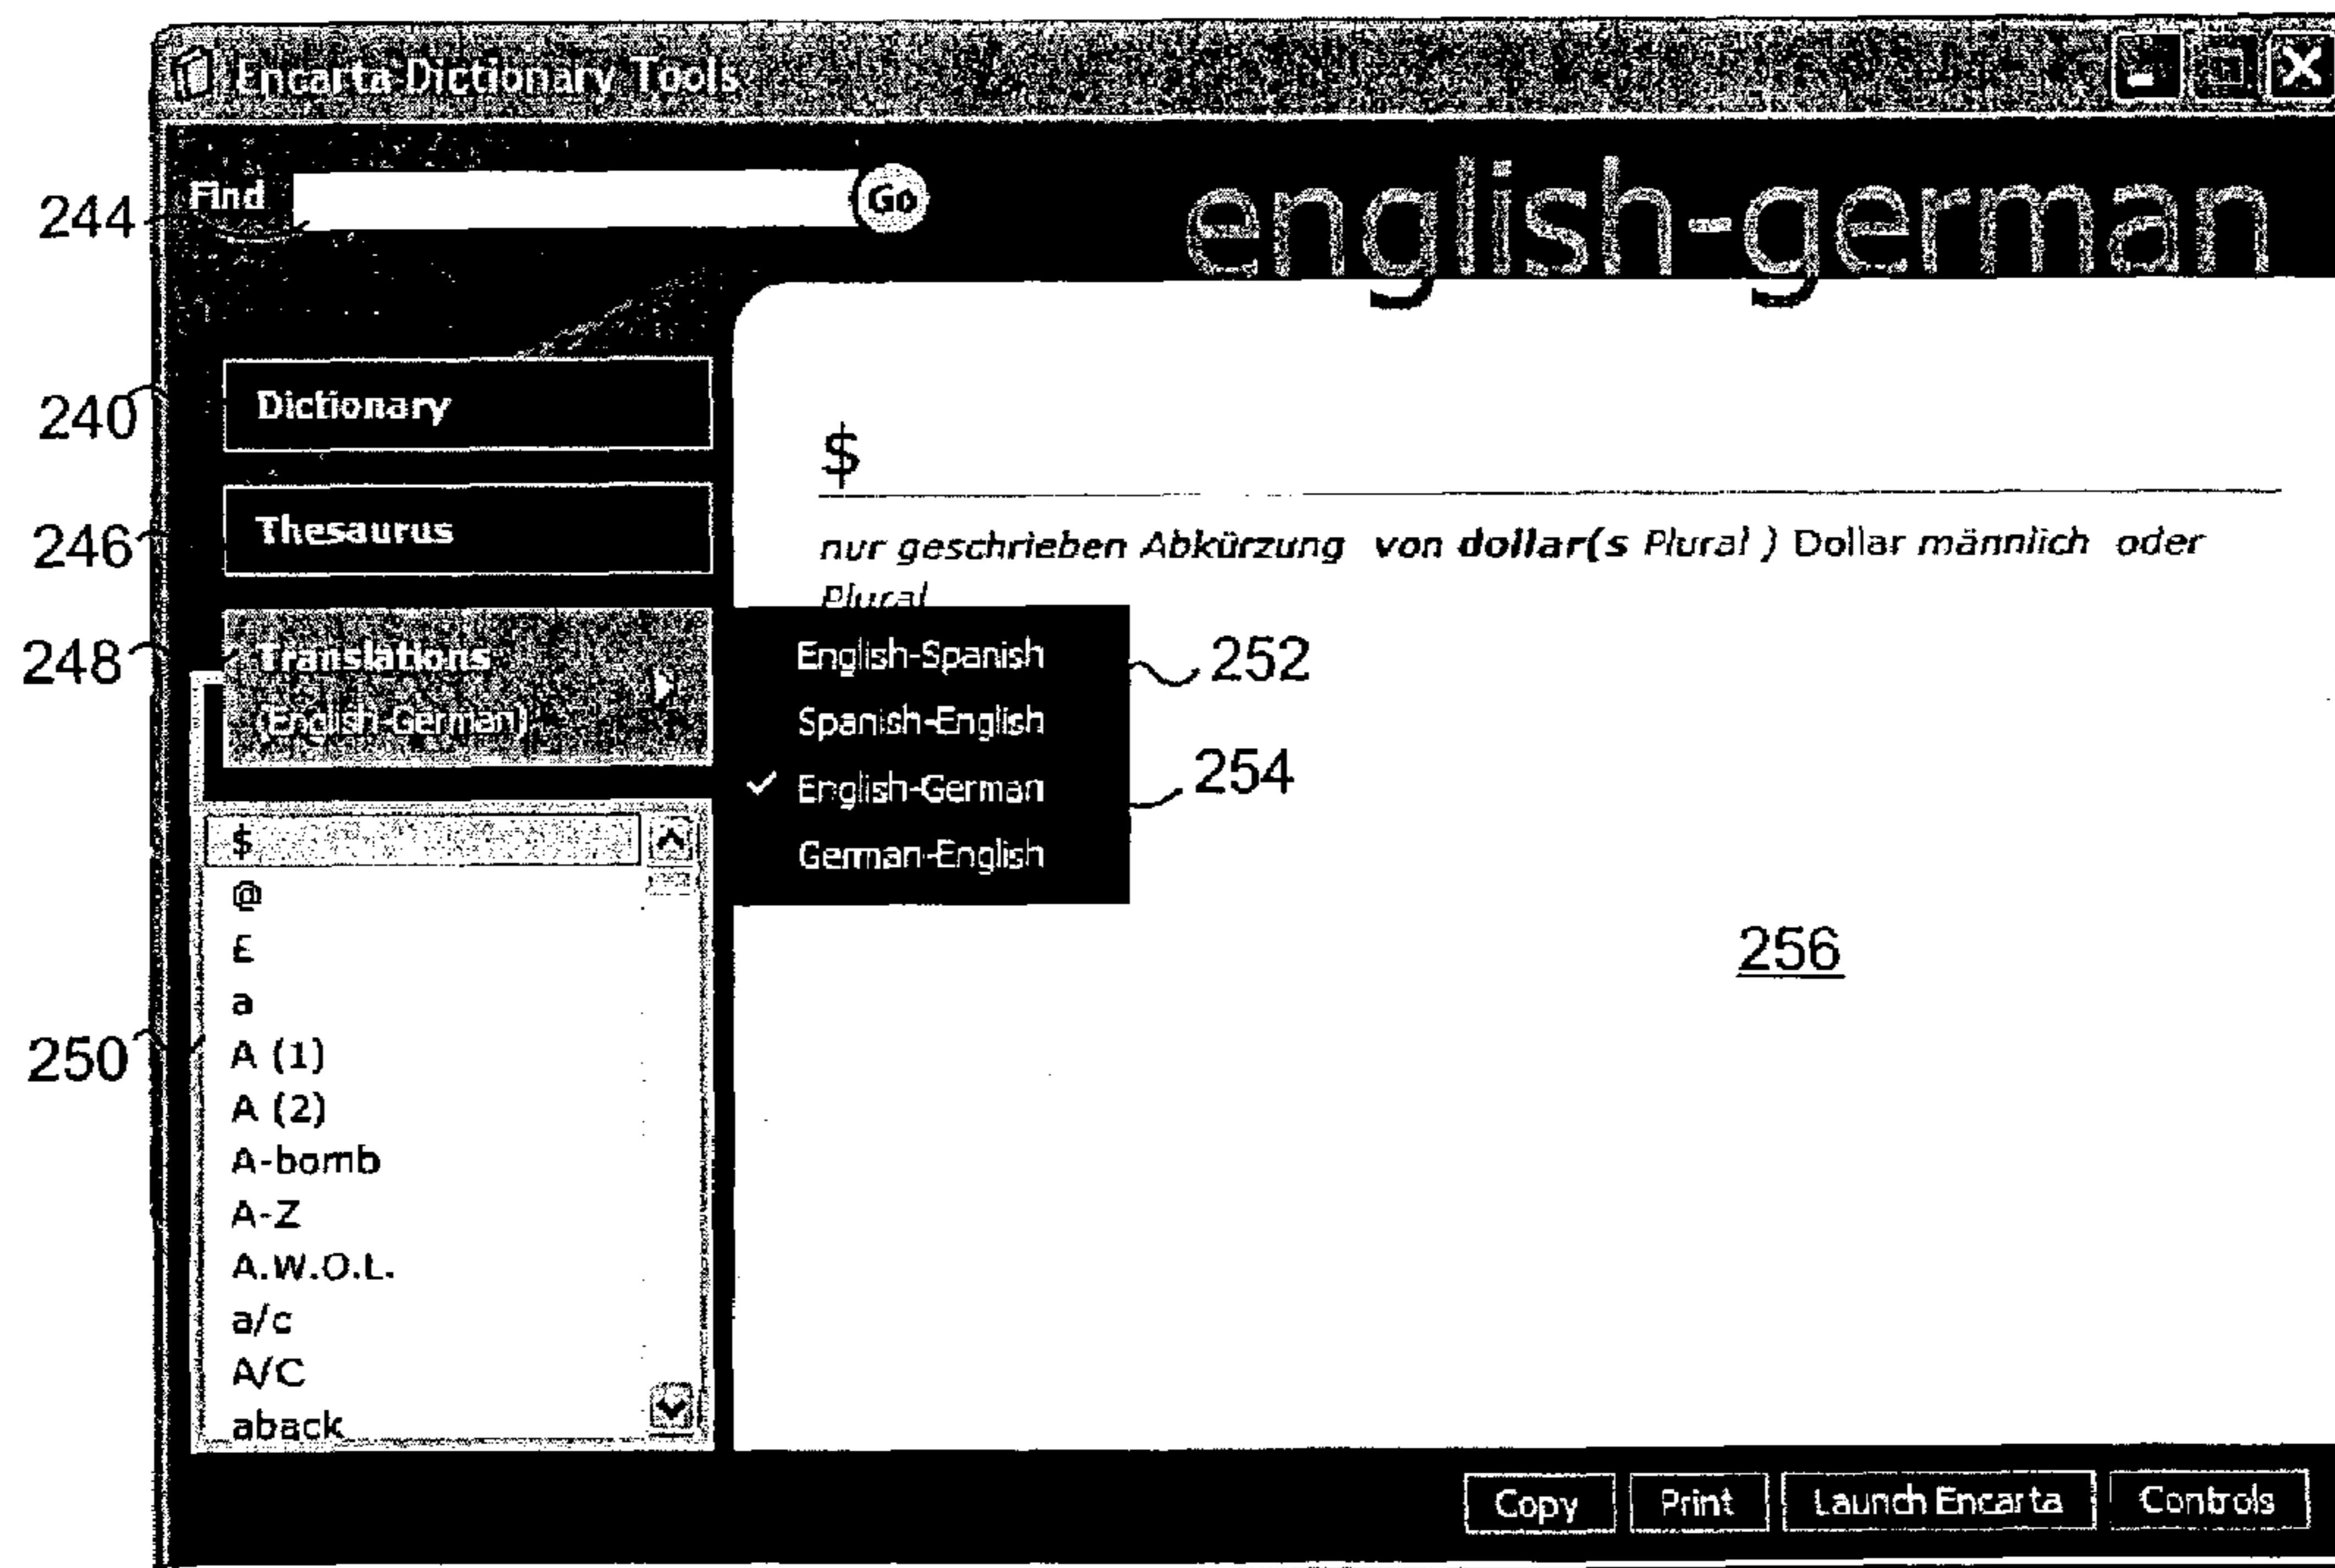 Encarta Dictionary Tools
Find
Go
english-german
244
240
Dictionary
246
Thesaurus
248
Translations
(English-German)
$
nur geschrieben Abkürzung von dollar(s Plural ) Dollar männlich oder
Plural
English-Spanish
252
Spanish-English
✓ English-German
254
German-English
256
250
$
@
£
a
A (1)
A (2)
A-bomb
A-Z
A.W.O.L.
a/c
A/C
aback
Copy
Print
Launch Encarta
Controls